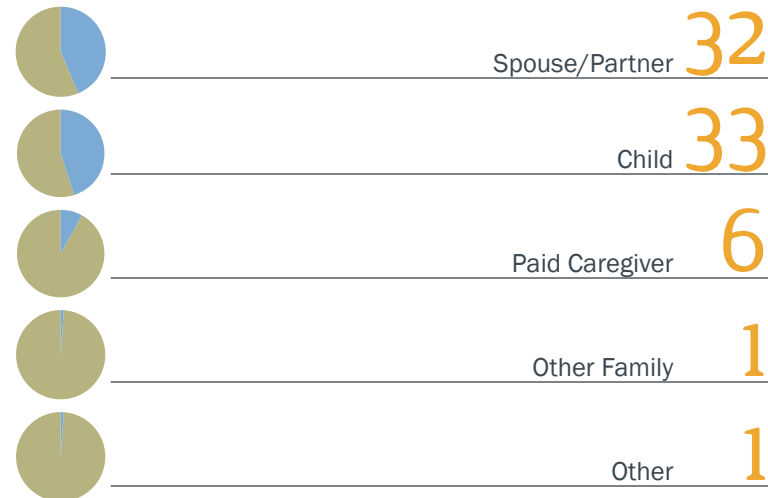 Spouse/Partner 32
Child 33
Paid Caregiver 6
Other Family 1
Other 1